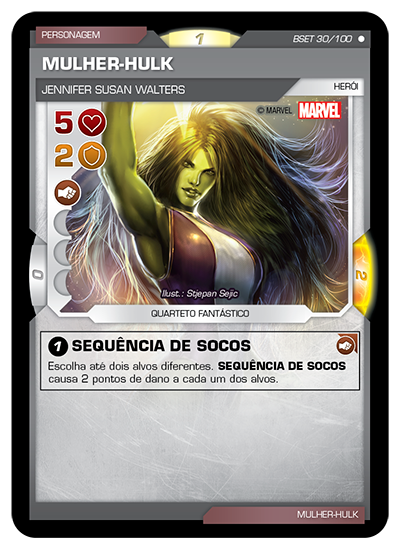 PERSONAGEM
1
BSET 30/100
MULHER-HULK
JENNIFER SUSAN WALTERS
HERÓI
© MARVEL MARVEL
5
2
0
2
Ilust.: Stjepan Sejic
QUARTETO FANTÁSTICO
1 SEQUÊNCIA DE SOCOS
Escolha até dois alvos diferentes. SEQUÊNCIA DE SOCOS
causa 2 pontos de dano a cada um dos alvos.
MULHER-HULK